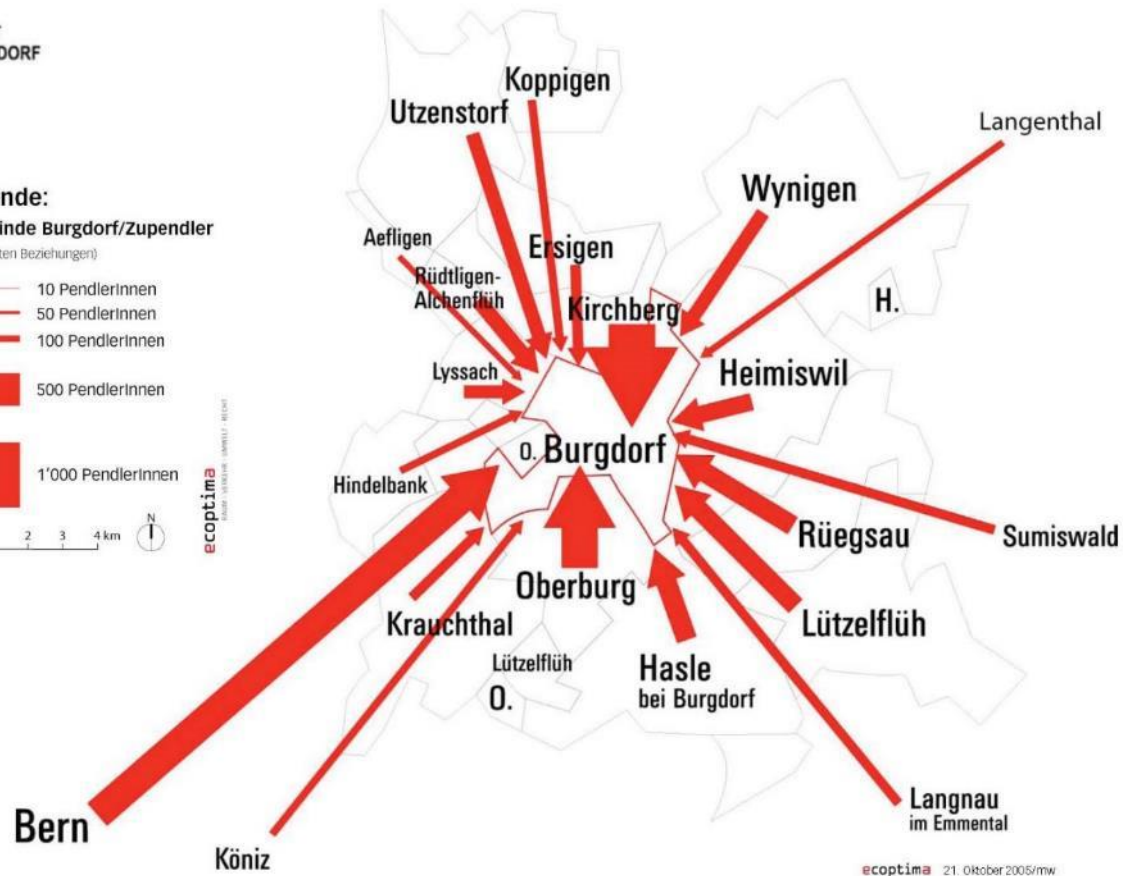 DORF
nde:
inde Burgdorf/Zupendler
ten Beziehungen)
10 PendlerInnen
50 PendlerInnen
100 PendlerInnen
500 PendlerInnen
1'000 PendlerInnen
2 3 4 km
N
ecoptima
Koppigen
Utzenstorf
Langenthal
Wynigen
Aefligen
Ersigen
Rüdtligen-
Alchenflüh
Kirchberg
H.
Lyssach
Heimiswil
O. Burgdorf
Hindelbank
Rüegsau
Sumiswald
Oberburg
Krauchthal
Lützelflüh
Lützelflüh
Hasle
bei Burgdorf
O.
Langnau
im Emmental
Bern
Köniz
ecoptima 21. Oktober 2005/mw